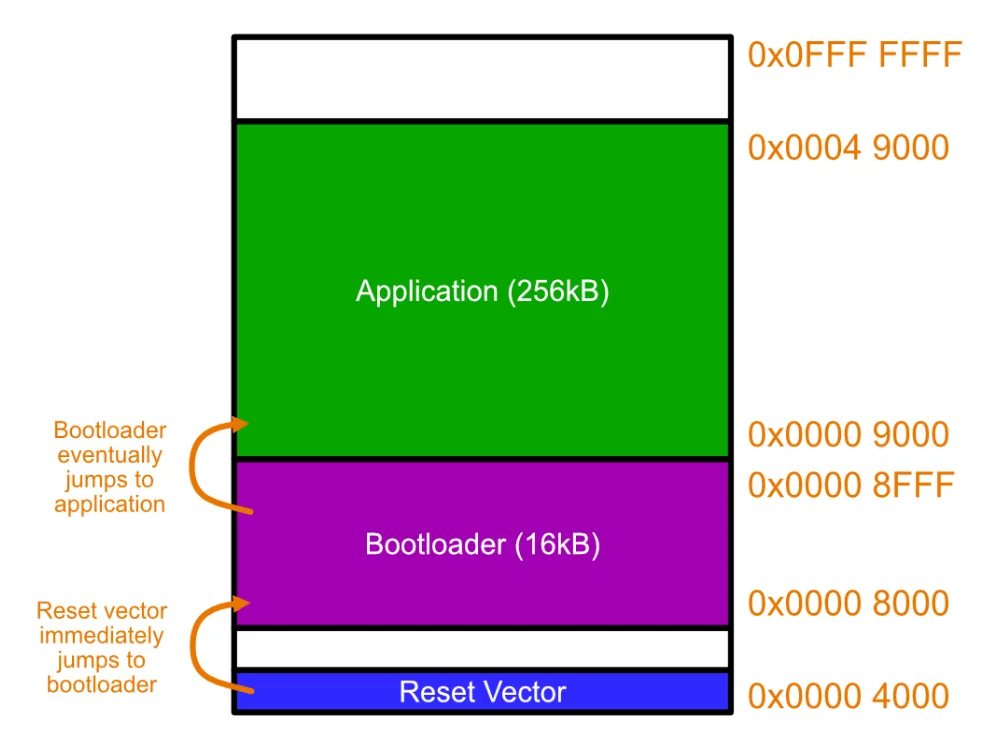 0x0FFF FFFF
0x0004 9000
Application (256kB)
Bootloader
eventually
jumps to
application
0x0000 9000
0x0000 8FFF
Bootloader (16kB)
Reset vector
immediately
jumps to
bootloader
0x0000 8000
Reset Vector
0x0000 4000